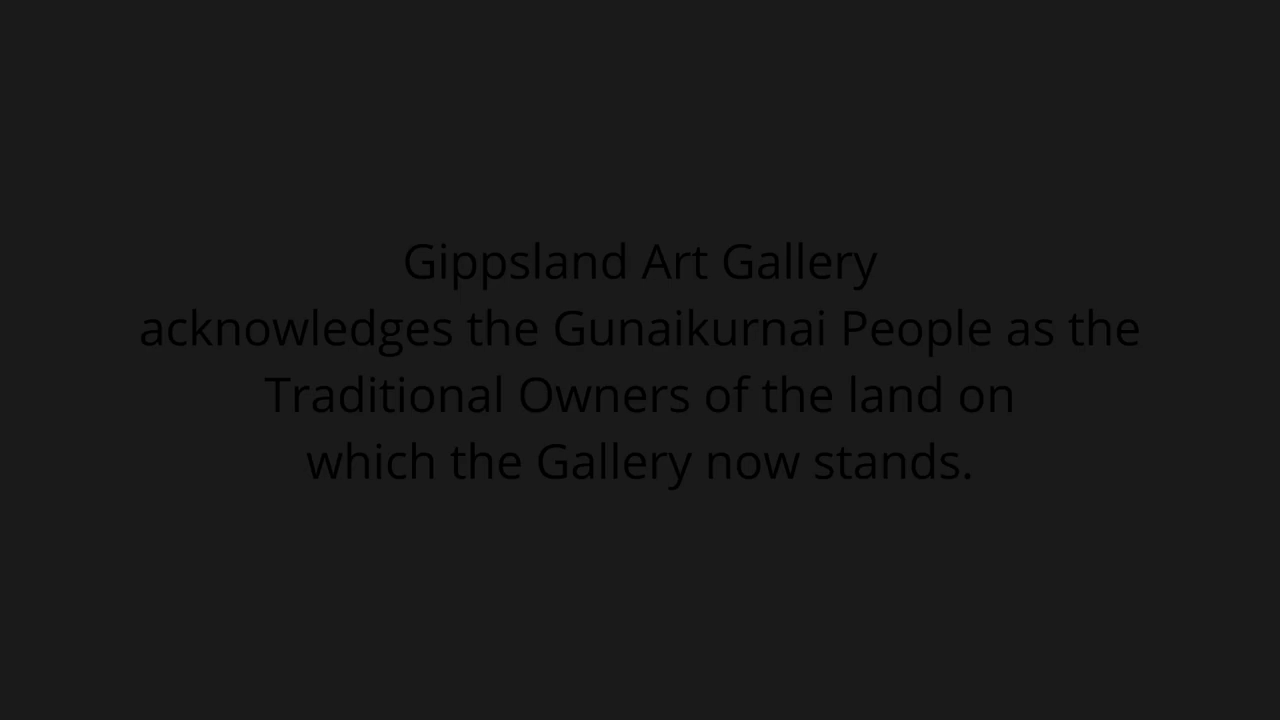 Gippsland Art Gallery
acknowledges the Gunaikurnai People as the
Traditional Owners of the land on
which the Gallery now stands.